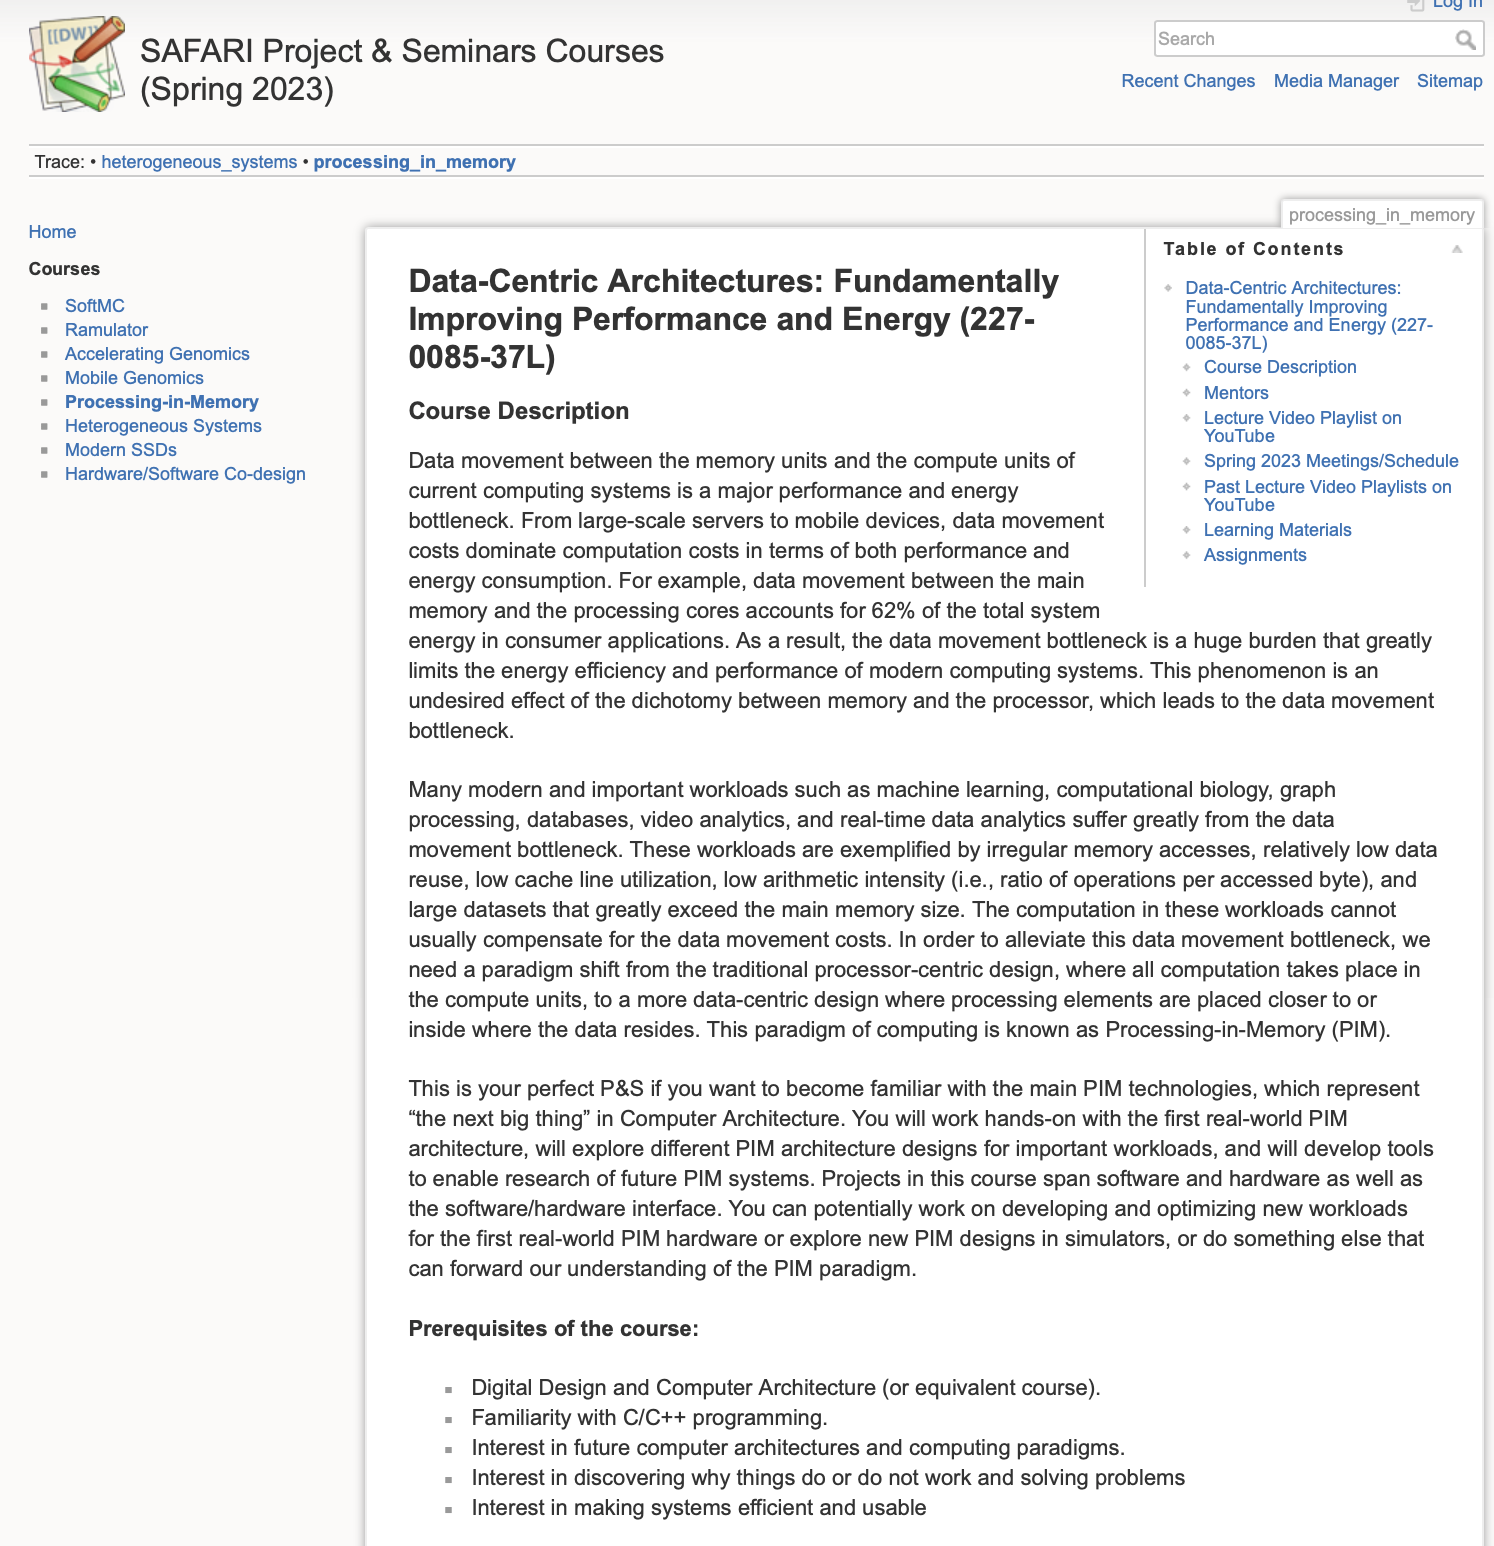 Log In
[[DW]]
SAFARI Project & Seminars Courses
(Spring 2023)
Search
Recent Changes Media Manager Sitemap
Trace: • heterogeneous_systems • processing_in_memory
processing_in_memory
Home
Courses
SoftMC
Ramulator
Accelerating Genomics
Mobile Genomics
Processing-in-Memory
Heterogeneous Systems
Modern SSDs
Hardware/Software Co-design
Table of Contents
Data-Centric Architectures:
Fundamentally Improving
Performance and Energy (227-
0085-37L)
Course Description
Mentors
Lecture Video Playlist on
YouTube
Spring 2023 Meetings/Schedule
Past Lecture Video Playlists on
YouTube
Learning Materials
Assignments
Data-Centric Architectures: Fundamentally
Improving Performance and Energy (227-
0085-37L)
Course Description
Data movement between the memory units and the compute units of
current computing systems is a major performance and energy
bottleneck. From large-scale servers to mobile devices, data movement
costs dominate computation costs in terms of both performance and
energy consumption. For example, data movement between the main
memory and the processing cores accounts for 62% of the total system
energy in consumer applications. As a result, the data movement bottleneck is a huge burden that greatly
limits the energy efficiency and performance of modern computing systems. This phenomenon is an
undesired effect of the dichotomy between memory and the processor, which leads to the data movement
bottleneck.
Many modern and important workloads such as machine learning, computational biology, graph
processing, databases, video analytics, and real-time data analytics suffer greatly from the data
movement bottleneck. These workloads are exemplified by irregular memory accesses, relatively low data
reuse, low cache line utilization, low arithmetic intensity (i.e., ratio of operations per accessed byte), and
large datasets that greatly exceed the main memory size. The computation in these workloads cannot
usually compensate for the data movement costs. In order to alleviate this data movement bottleneck, we
need a paradigm shift from the traditional processor-centric design, where all computation takes place in
the compute units, to a more data-centric design where processing elements are placed closer to or
inside where the data resides. This paradigm of computing is known as Processing-in-Memory (PIM).
This is your perfect P&S if you want to become familiar with the main PIM technologies, which represent
“the next big thing” in Computer Architecture. You will work hands-on with the first real-world PIM
architecture, will explore different PIM architecture designs for important workloads, and will develop tools
to enable research of future PIM systems. Projects in this course span software and hardware as well as
the software/hardware interface. You can potentially work on developing and optimizing new workloads
for the first real-world PIM hardware or explore new PIM designs in simulators, or do something else that
can forward our understanding of the PIM paradigm.
Prerequisites of the course:
Digital Design and Computer Architecture (or equivalent course).
Familiarity with C/C++ programming.
Interest in future computer architectures and computing paradigms.
Interest in discovering why things do or do not work and solving problems
Interest in making systems efficient and usable